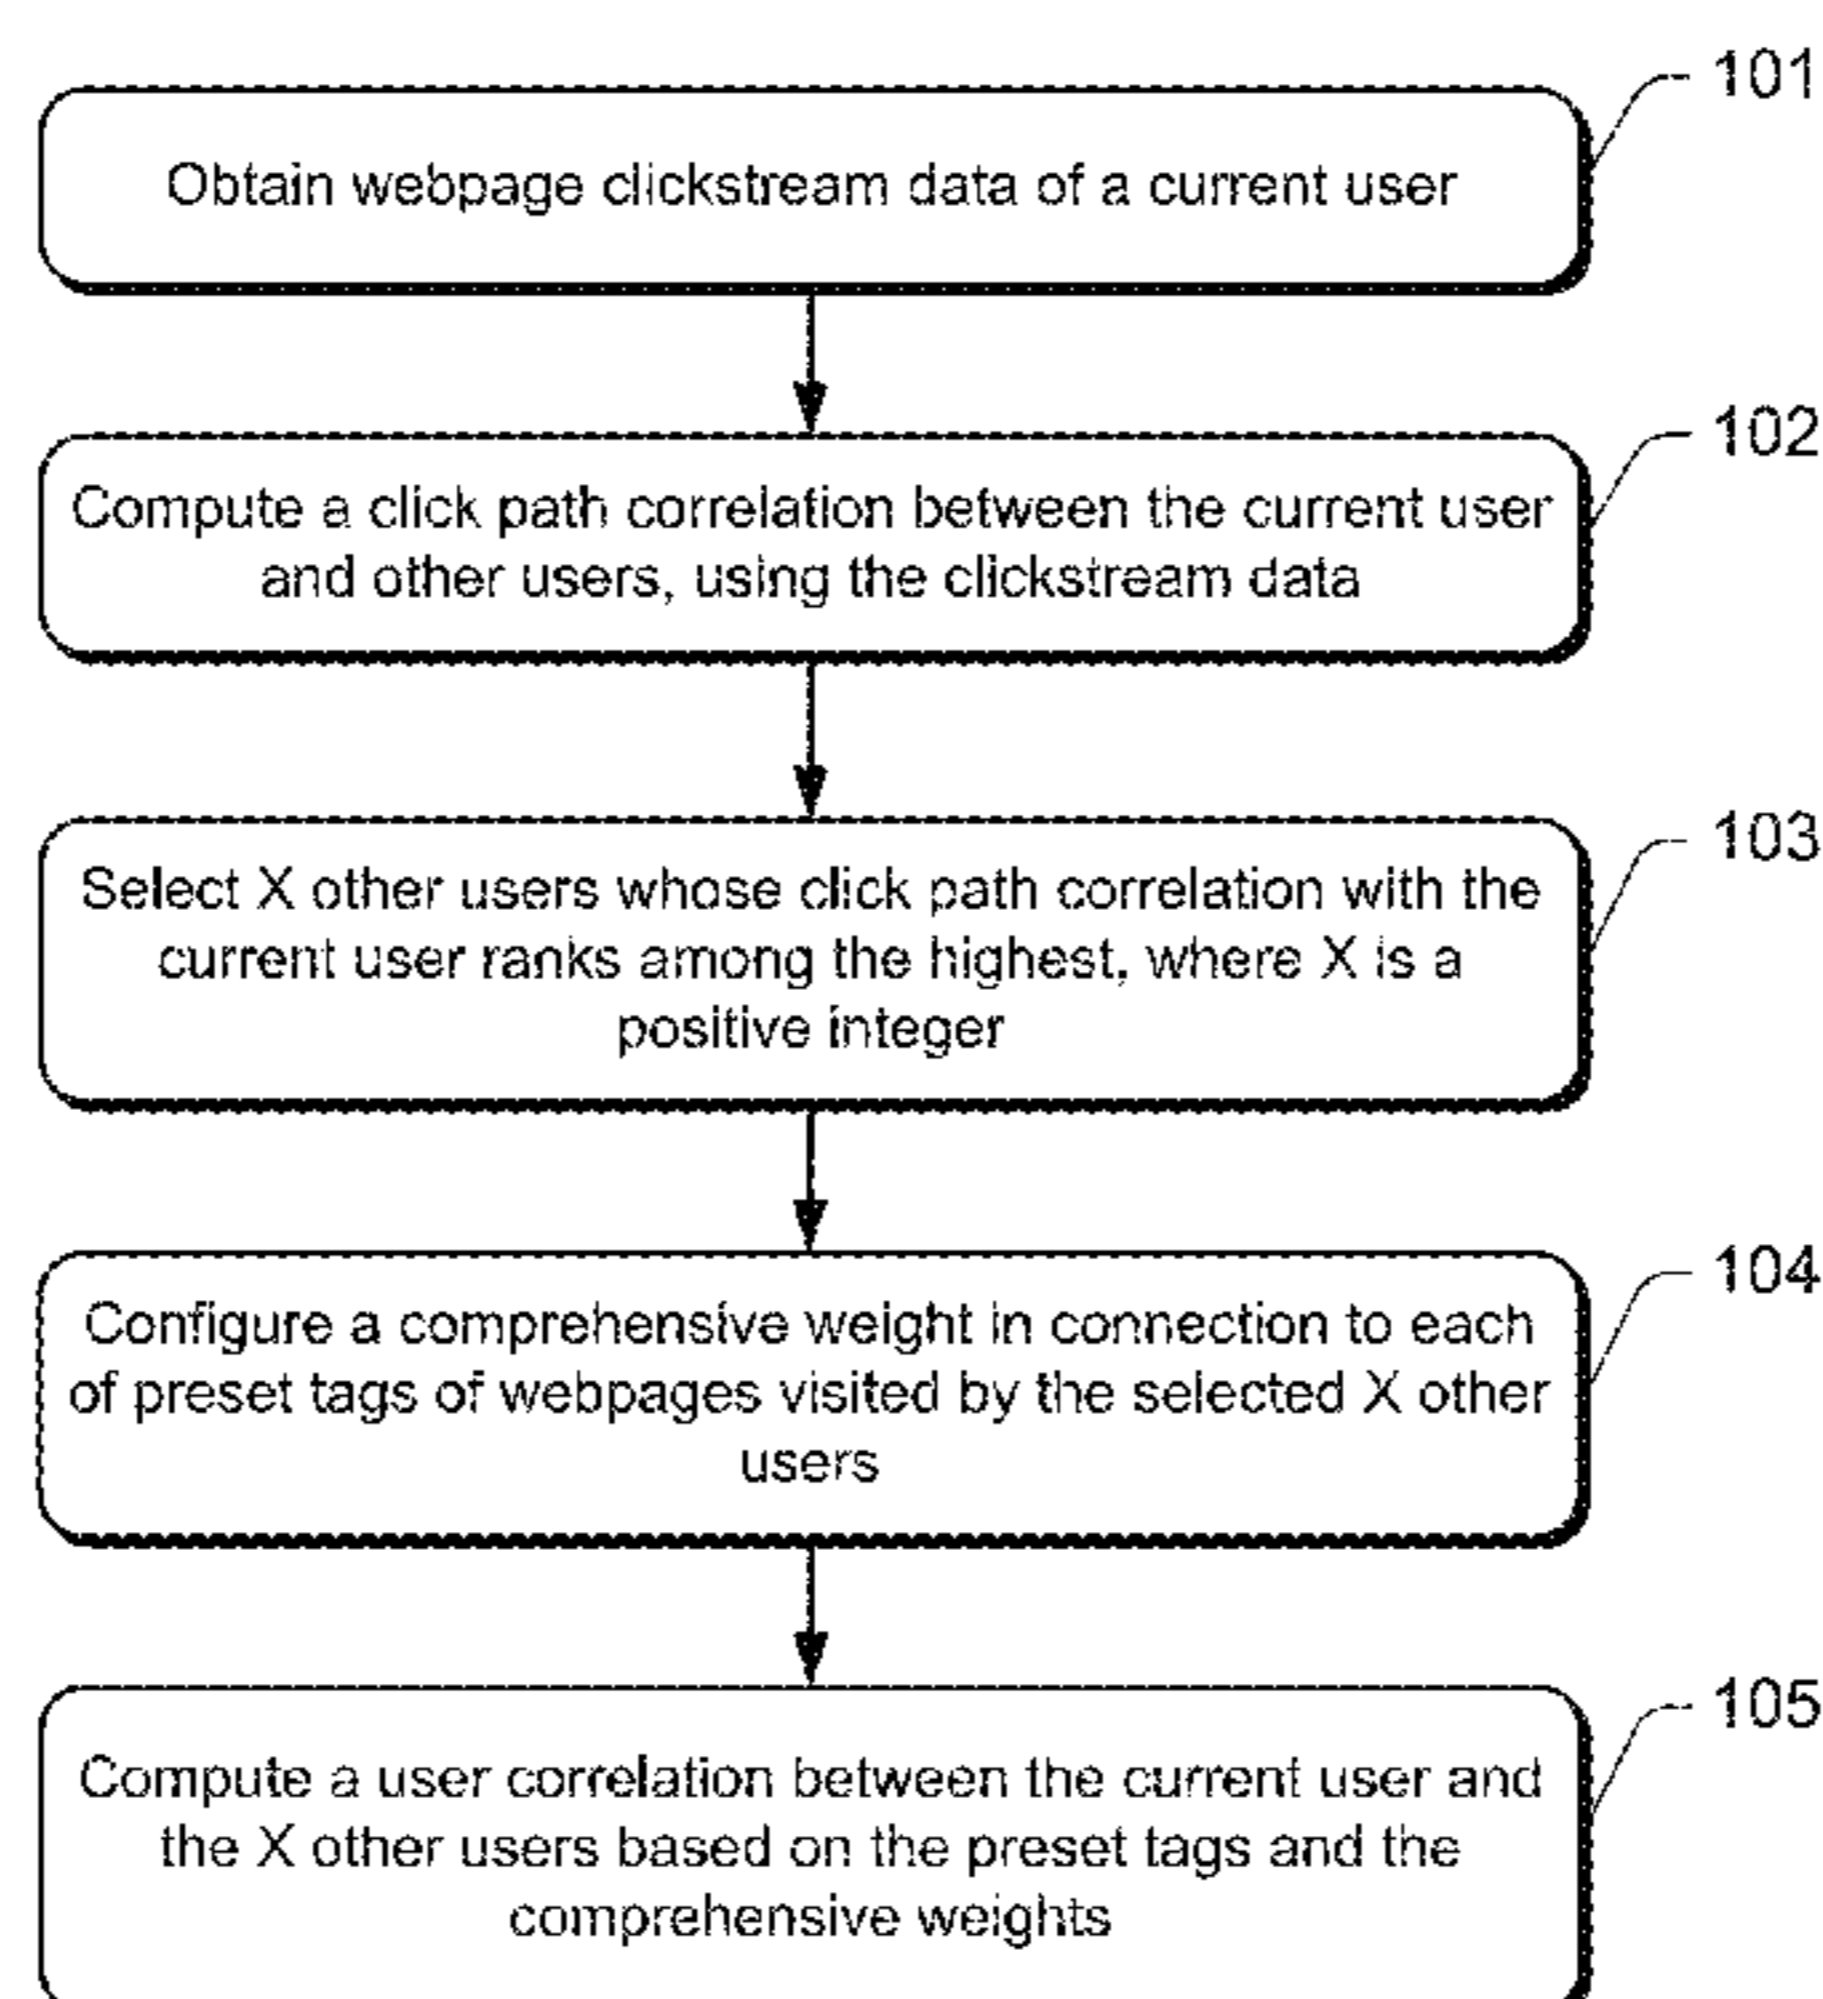 101
Obtain webpage clickstream data of a current user
102
Compute a click path correlation between the current user
and other users, using the clickstream data
103
Select X other users whose click path correlation with the
current user ranks among the highest, where X is a
positive integer
104
Configure a comprehensive weight in connection to each
of preset tags of webpages visited by the selected X other
users
105
Compute a user correlation between the current user and
the X other users based on the preset tags and the
comprehensive weights